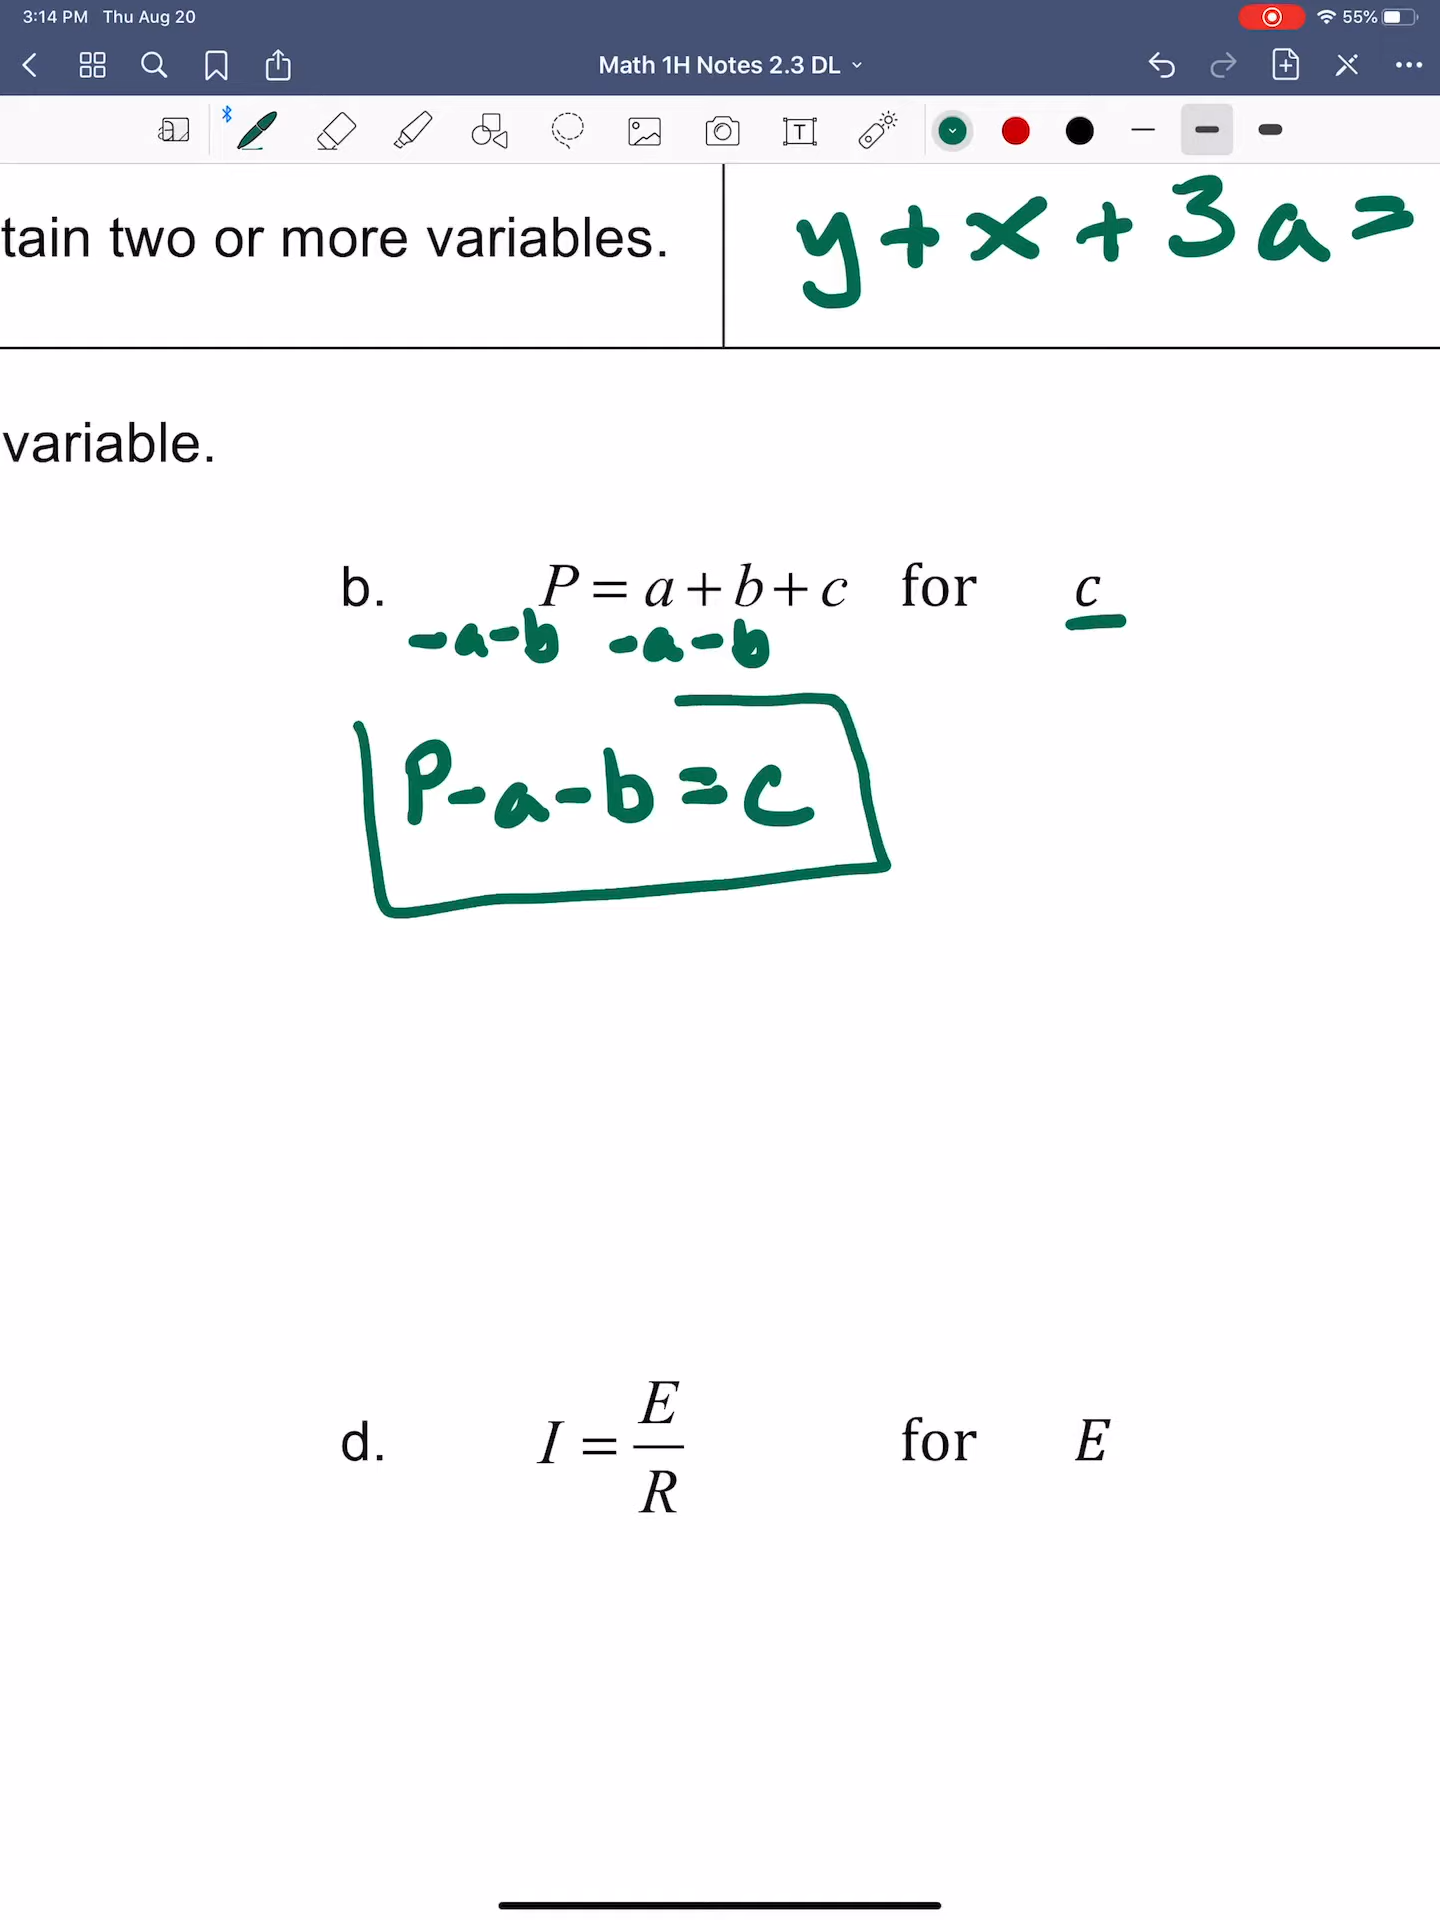 3:14 PM Thu Aug 20 55%
Math 1H Notes 2.3 DL
T
tain two or more variables.
y+x+3a=
variable.
b. P = a + b + c for c
-a-b -a-b
P-a-b=c
d. I = E/R for E